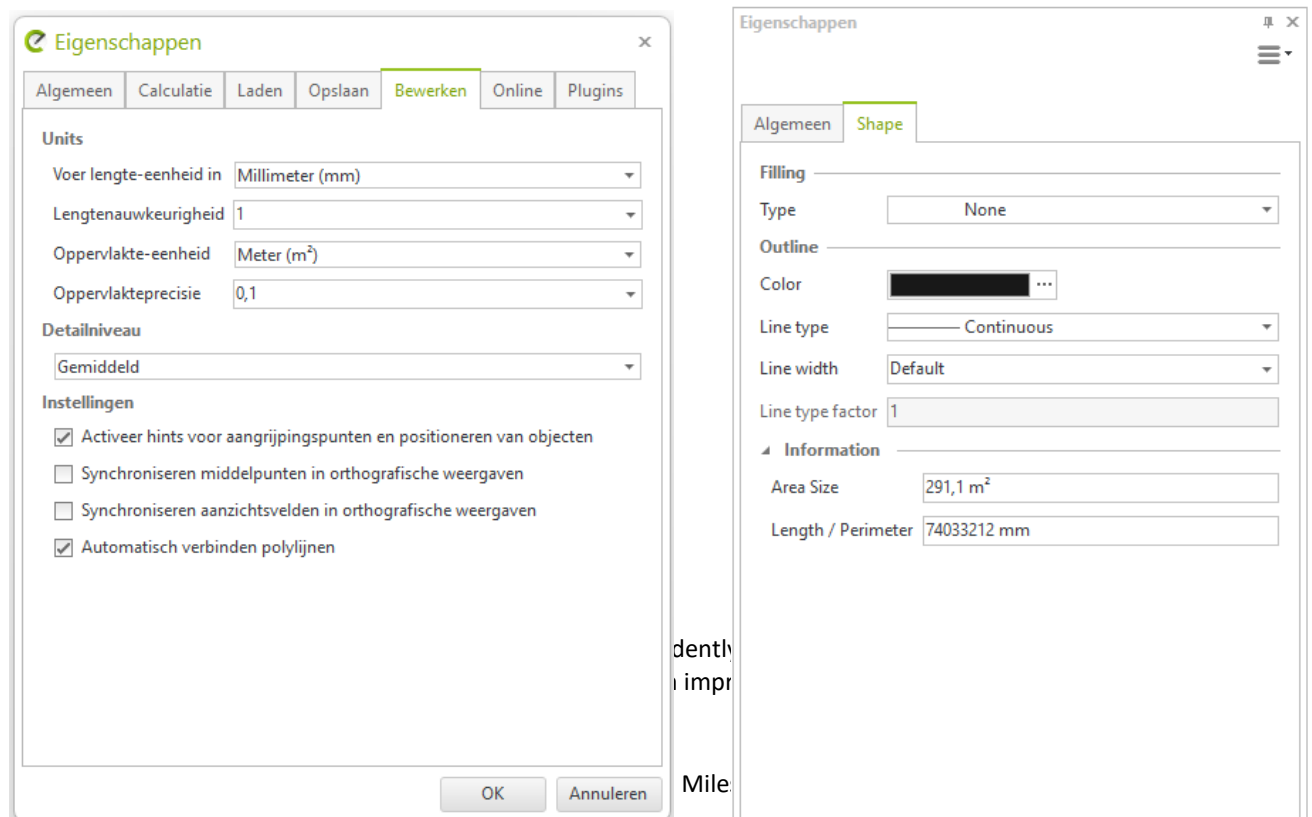 Eigenschappen
Algemeen Calculatie Laden Opslaan Bewerken Online Plugins
Units
Voer lengte-eenheid in Millimeter (mm)
Lengtenauwkeurigheid 1
Oppervlakte-eenheid Meter (m²)
Oppervlakteprecisie 0,1
Detailniveau
Gemiddeld
Instellingen
Activeer hints voor aangrijpingspunten en positioneren van objecten
Synchroniseren middelpunten in orthografische weergaven
Synchroniseren aanzichtsvelden in orthografische weergaven
Automatisch verbinden polylijnen
OK Annuleren
Eigenschappen
Algemeen Shape
Filling
Type None
Outline
Color ...
Line type Continuous
Line width Default
Line type factor 1
Information
Area Size 291,1 m²
Length / Perimeter 74033212 mm